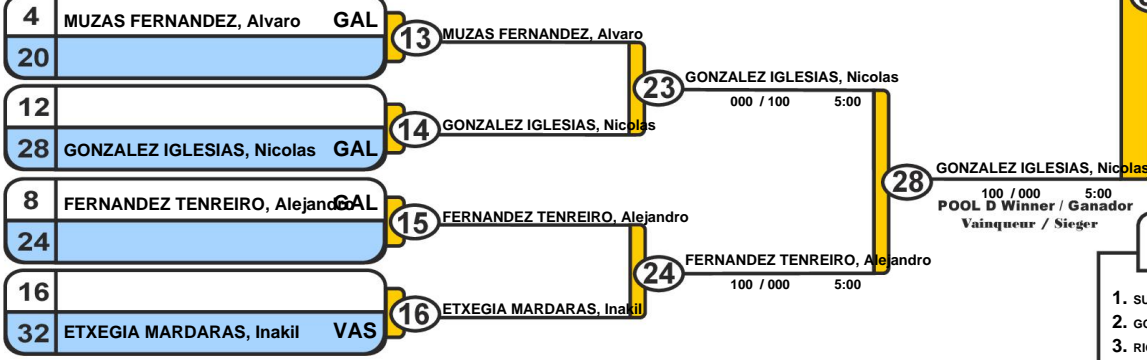 4 MUZAS FERNANDEZ, Alvaro GAL
20
13 MUZAS FERNANDEZ, Alvaro
12
28 GONZALEZ IGLESIAS, Nicolas GAL
14 GONZALEZ IGLESIAS, Nicolas
23 GONZALEZ IGLESIAS, Nicolas
000 / 100 5:00
8 FERNANDEZ TENREIRO, Alejandro GAL
24
15 FERNANDEZ TENREIRO, Alejandro
16
32 ETXEGIA MARDARAS, Inakil VAS
16 ETXEGIA MARDARAS, Inakil
24 FERNANDEZ TENREIRO, Alejandro
100 / 000 5:00
28 GONZALEZ IGLESIAS, Nicolas
100 / 000 5:00
POOL D Winner / Ganador
Vainqueur / Sieger
1.
2.
3.